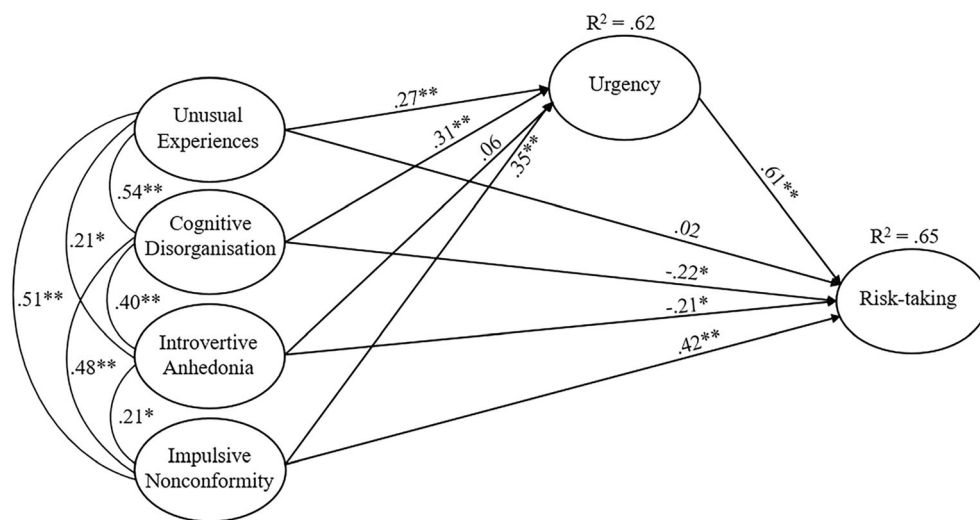 R² = .62
Urgency
Unusual
Experiences
.27**
.31**
.06
.35**
.61**
.54**
Cognitive
Disorganisation
.21*
.02
R² = .65
-.22*
Risk-taking
.51**
.40**
-.21*
Introvertive
Anhedonia
.42**
.48**
.21*
Impulsive
Nonconformity